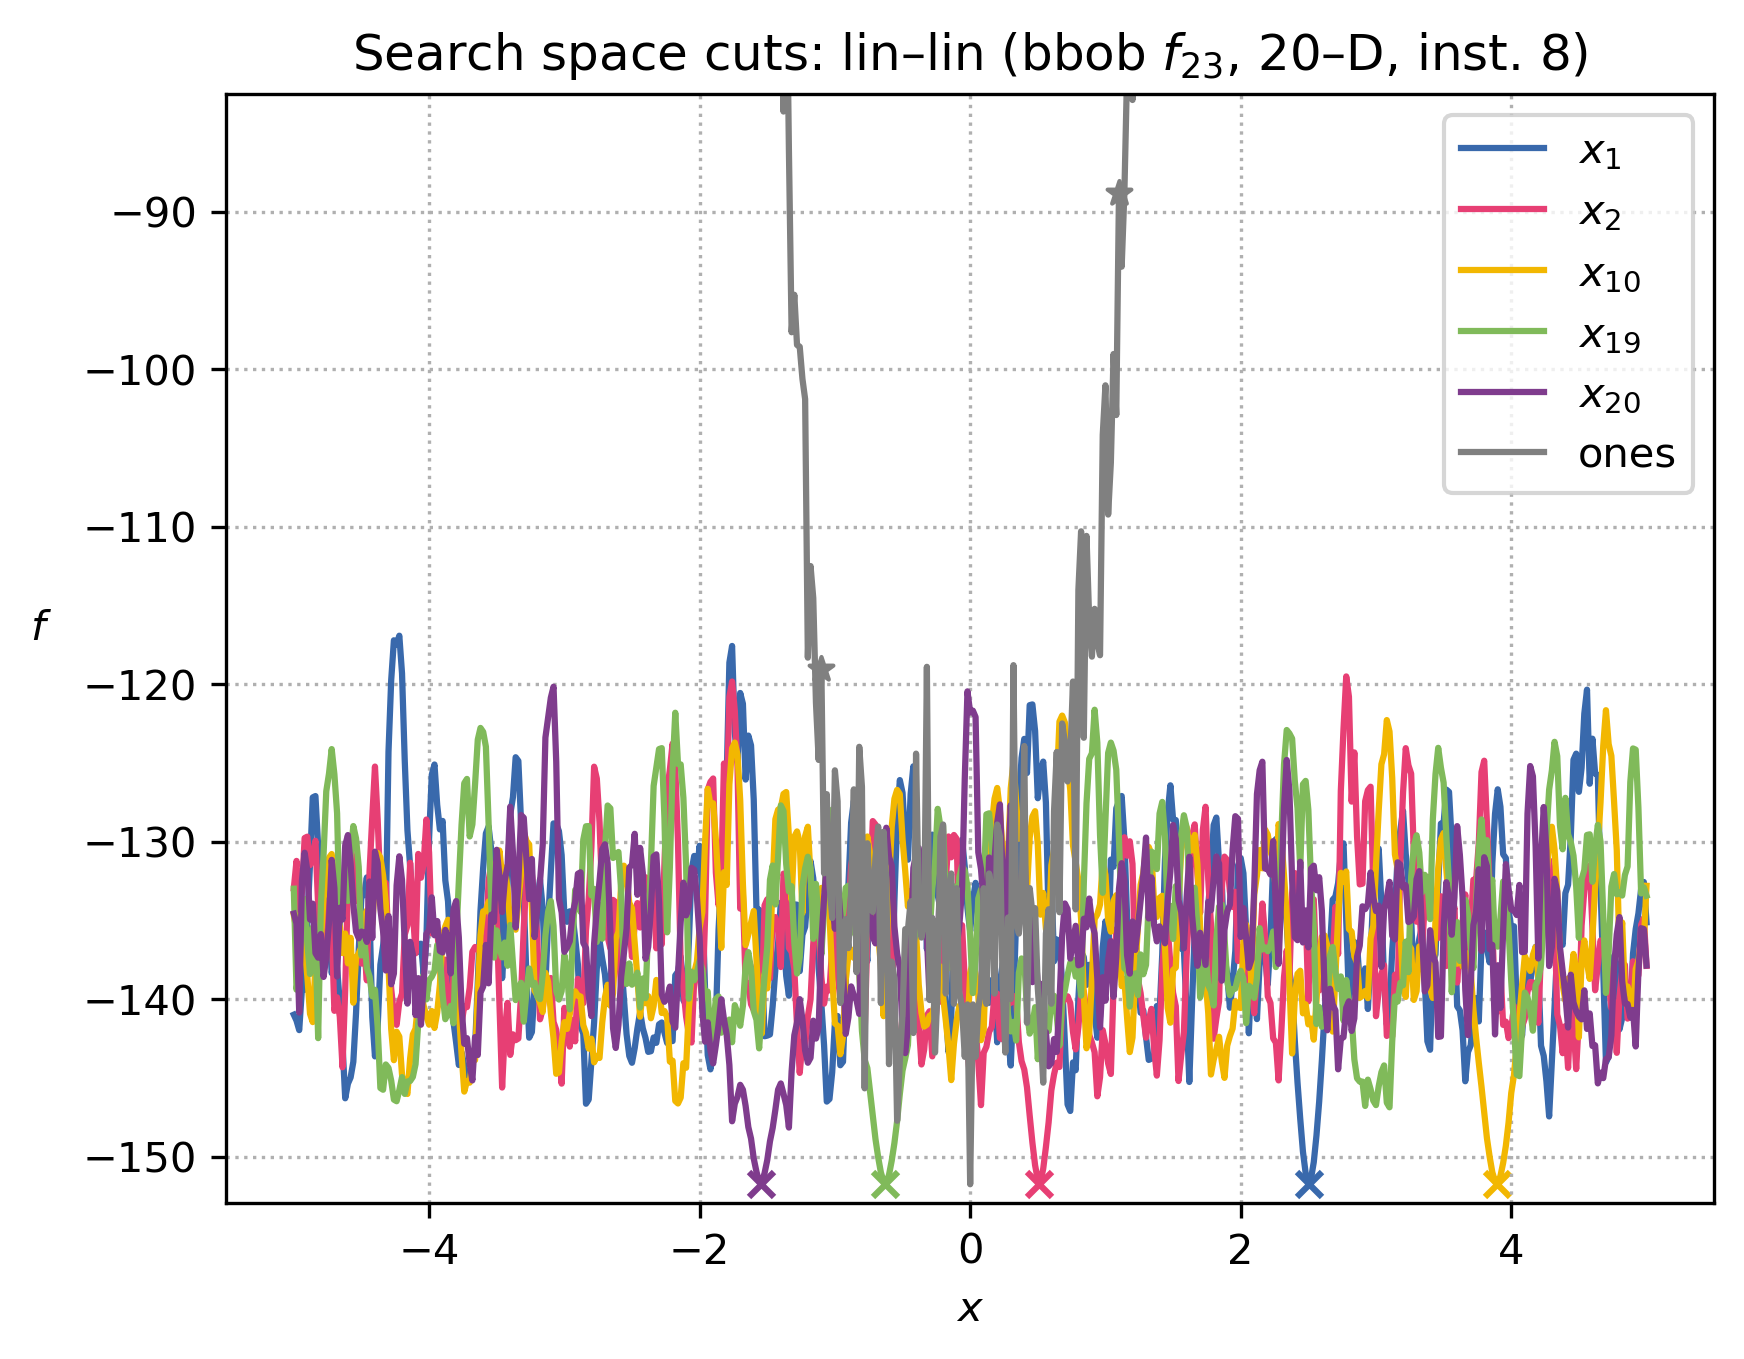 Search space cuts: lin–lin (bbob f23, 20–D, inst. 8)
x1
x2
x10
x19
x20
ones
f
−90
−100
−110
−120
−130
−140
−150
−4
−2
0
2
4
x